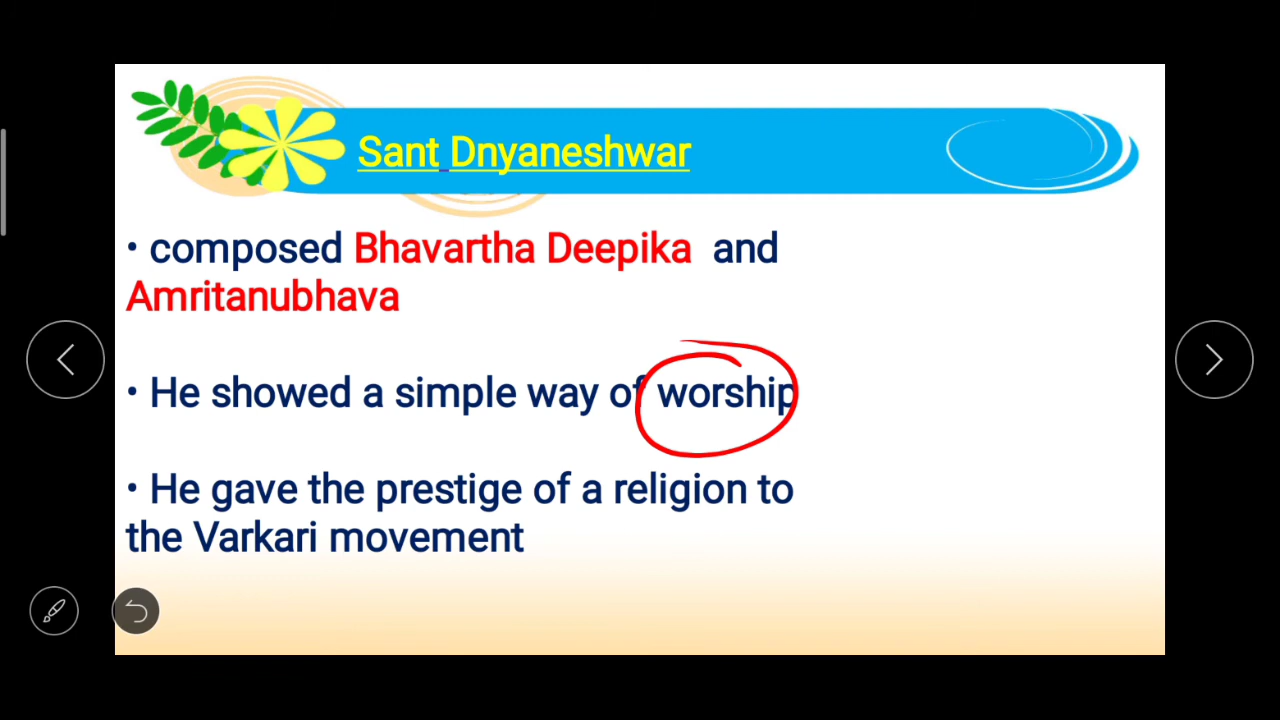 Sant Dnyaneshwar
• composed Bhavartha Deepika and
Amritanubhava
• He showed a simple way of worship
• He gave the prestige of a religion to
the Varkari movement